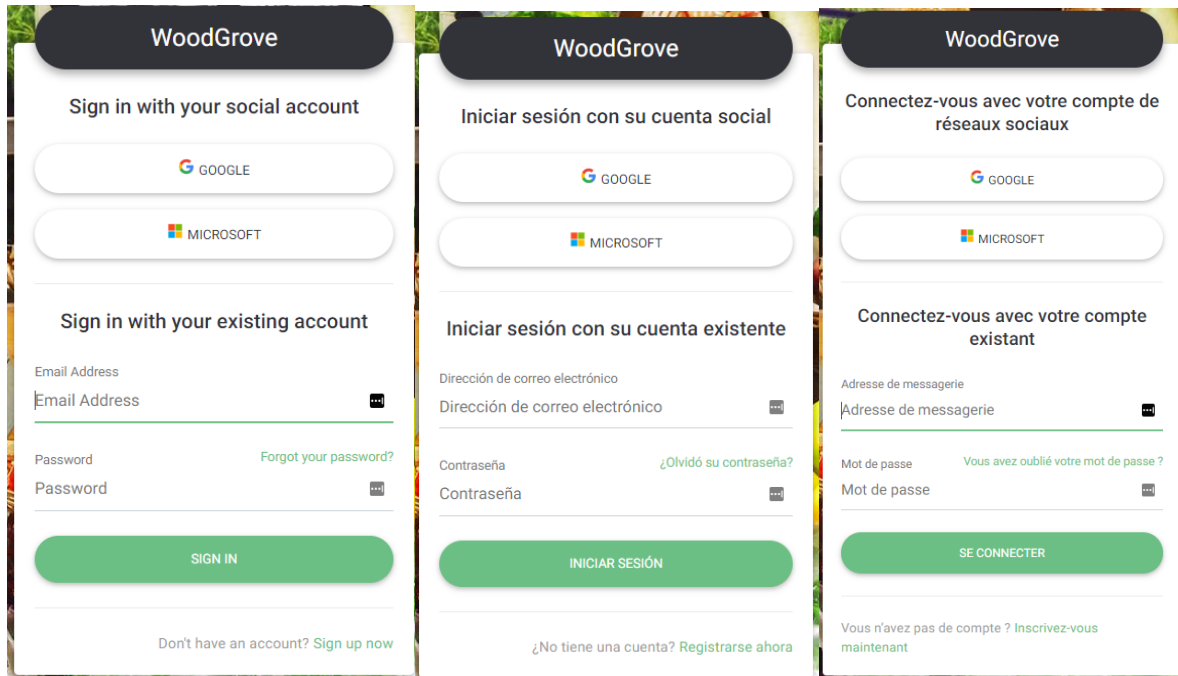 WoodGrove
Sign in with your social account
GOOGLE
MICROSOFT
Sign in with your existing account
Email Address
Email Address
Password
Forgot your password?
Password
SIGN IN
Don't have an account? Sign up now
WoodGrove
Iniciar sesión con su cuenta social
GOOGLE
MICROSOFT
Iniciar sesión con su cuenta existente
Dirección de correo electrónico
Dirección de correo electrónico
Contraseña
¿Olvidó su contraseña?
Contraseña
INICIAR SESIÓN
¿No tiene una cuenta? Registrarse ahora
WoodGrove
Connectez-vous avec votre compte de
réseaux sociaux
GOOGLE
MICROSOFT
Connectez-vous avec votre compte
existant
Adresse de messagerie
Adresse de messagerie
Mot de passe
Vous avez oublié votre mot de passe ?
Mot de passe
SE CONNECTER
Vous n'avez pas de compte ? Inscrivez-vous
maintenant